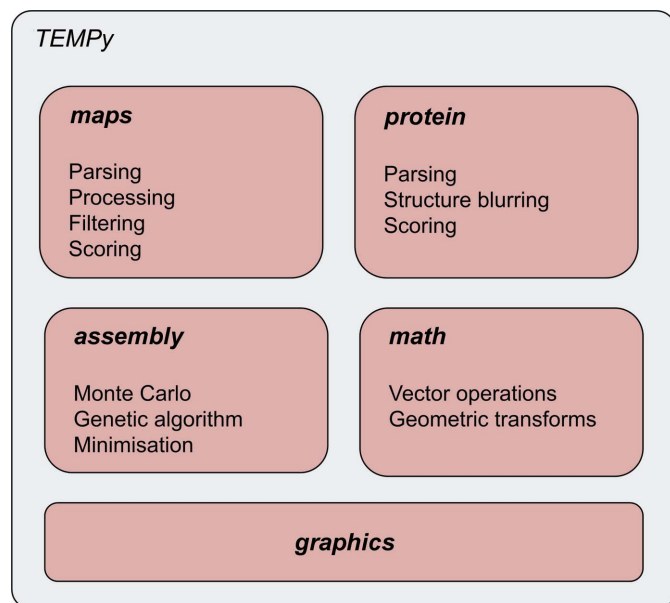 TEMPy
maps
Parsing
Processing
Filtering
Scoring
protein
Parsing
Structure blurring
Scoring
assembly
Monte Carlo
Genetic algorithm
Minimisation
math
Vector operations
Geometric transforms
graphics